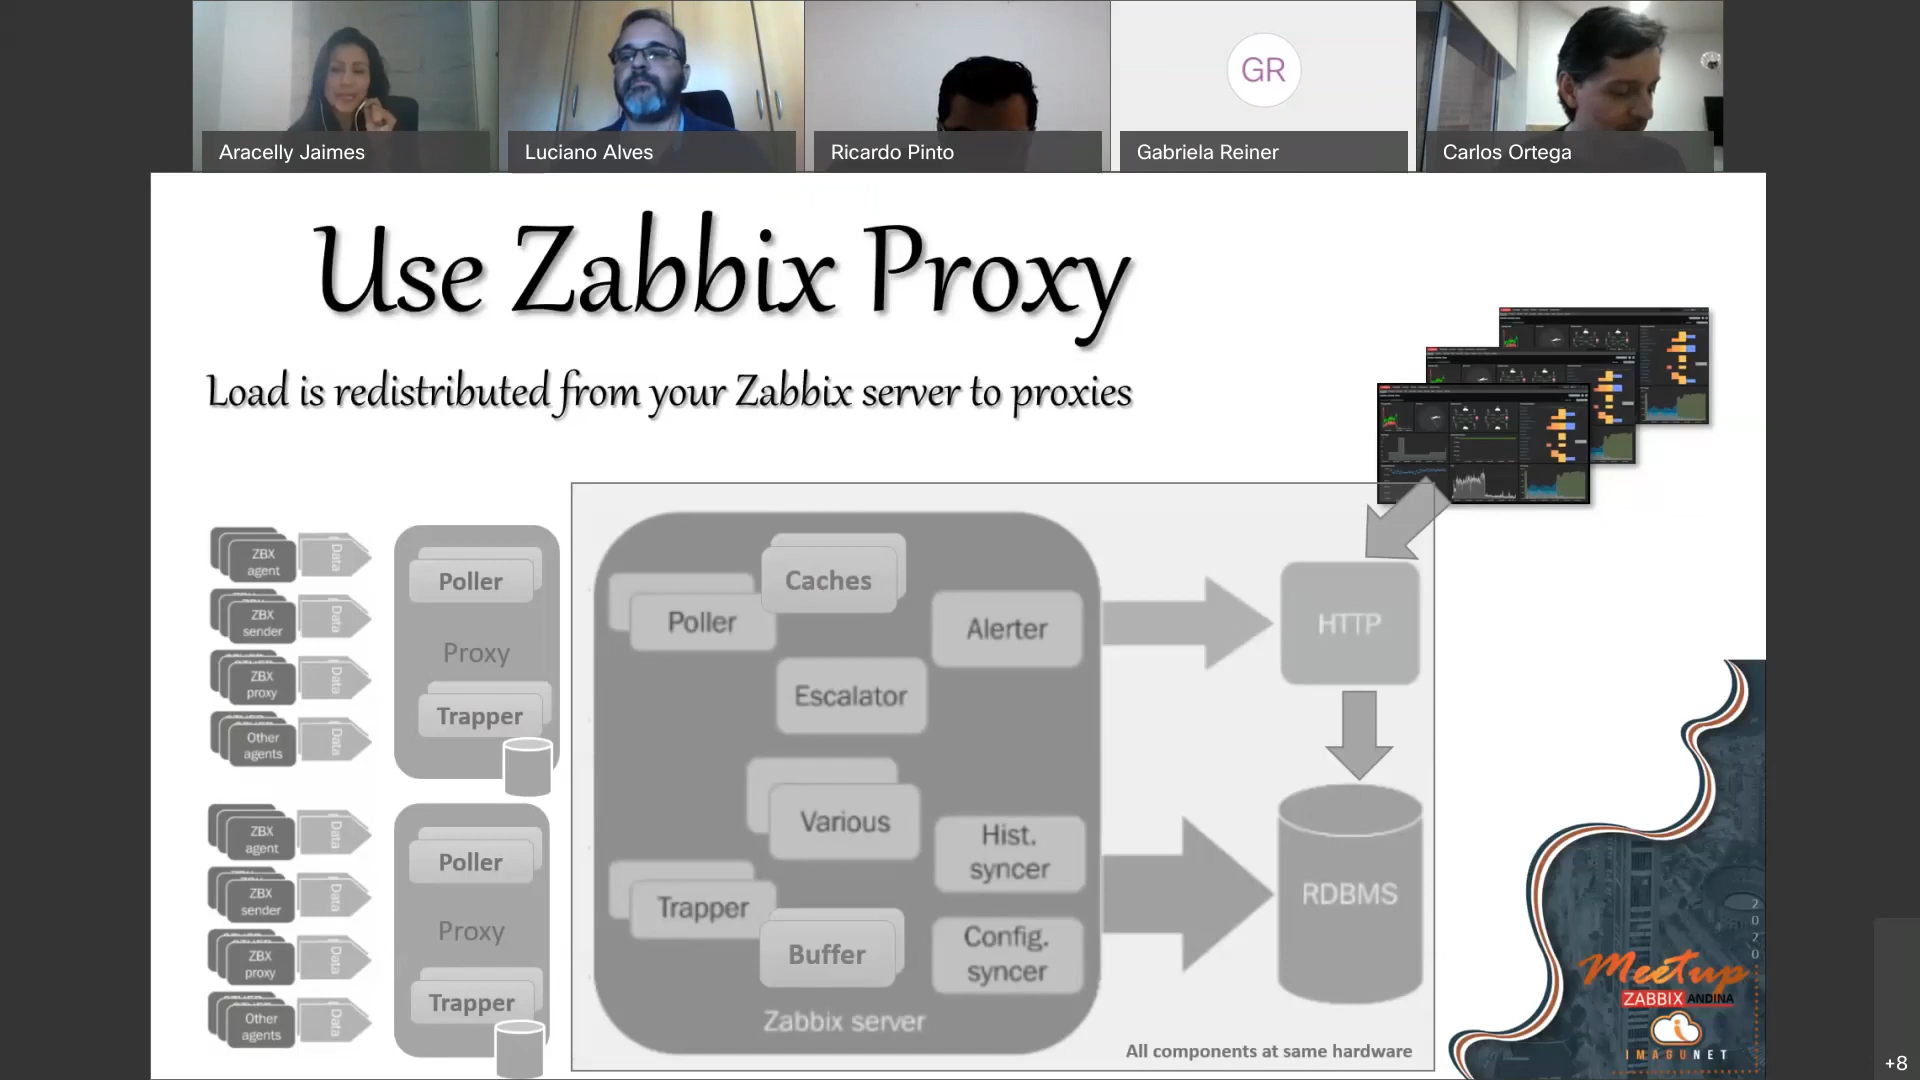 GR
Aracelly Jaimes
Luciano Alves
Ricardo Pinto
Gabriela Reiner
Carlos Ortega
Use Zabbix Proxy
Load is redistributed from your Zabbix server to proxies
ZBX
agent
Data
ZBX
sender
Data
ZBX
proxy
Data
Other
agents
Data
Poller
Proxy
Trapper
ZBX
agent
Data
ZBX
sender
Data
ZBX
proxy
Data
Other
agents
Data
Poller
Proxy
Trapper
Caches
Poller
Alerter
Escalator
Various
Hist.
syncer
Trapper
Buffer
Config.
syncer
Zabbix server
HTTP
RDBMS
All components at same hardware
2020
Meetup
ZABBIX ANDINA
IMAGUNET
+8